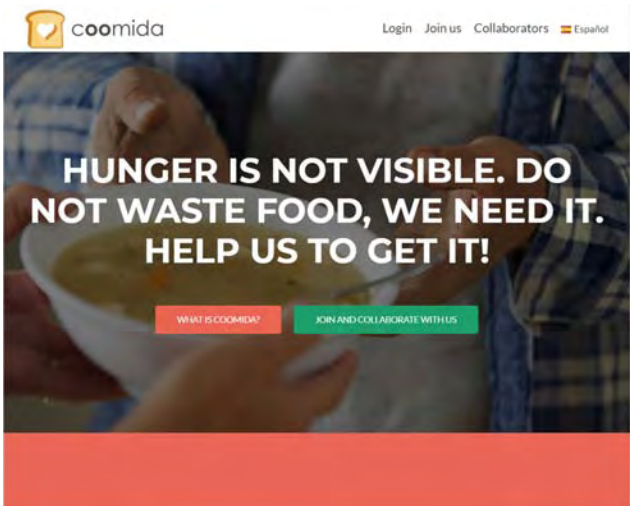 coomida
Login Join us Collaborators Español
HUNGER IS NOT VISIBLE. DO
NOT WASTE FOOD, WE NEED IT.
HELP US TO GET IT!
WHAT IS COOMIDA? JOIN AND COLLABORATE WITH US